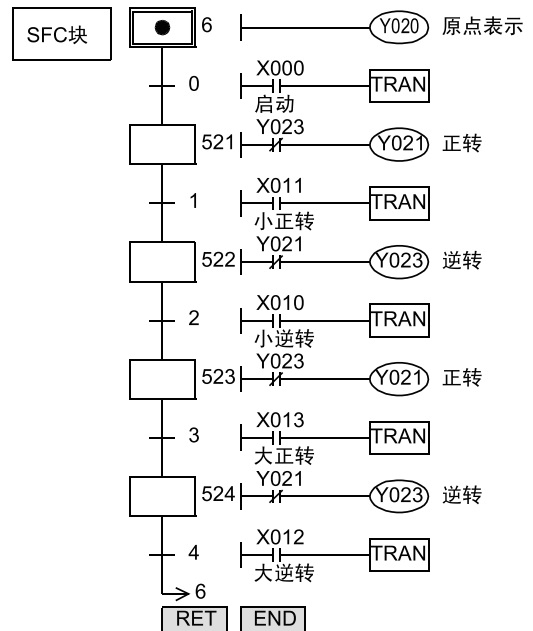 SFC块
6 Y020 原点表示
0 X000 TRAN
启动
521 Y023 Y021 正转
1 X011 TRAN
小正转
522 Y021 Y023 逆转
2 X010 TRAN
小逆转
523 Y023 Y021 正转
3 X013 TRAN
大正转
524 Y021 Y023 逆转
4 X012 TRAN
大逆转
6
RET END